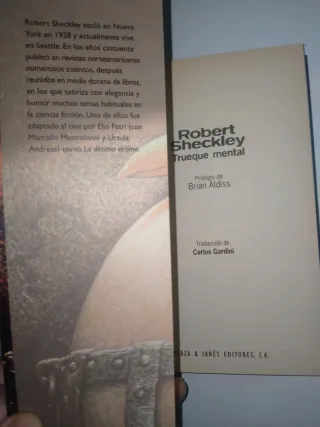 Robert Sheckley nació en Nueva
York en 1928 y actualmente vive
en Seattle. En los años cincuenta
publicó en revistas norteamericanas
numerosos cuentos, después
reunidos en media docena de libros,
en los que satiriza con elegancia y
humor muchos temas habituales en
la ciencia ficción. Uno de ellos fue
adaptado al cine por Elio Petri (con
Marcello Mastroianni y Ursula
Andress) como La décima víctima.
Robert
Sheckley
Trueque mental
Prólogo de
Brian Aldiss
Traducción de
Carlos Gardini
PLAZA & JANÉS EDITORES, S.A.